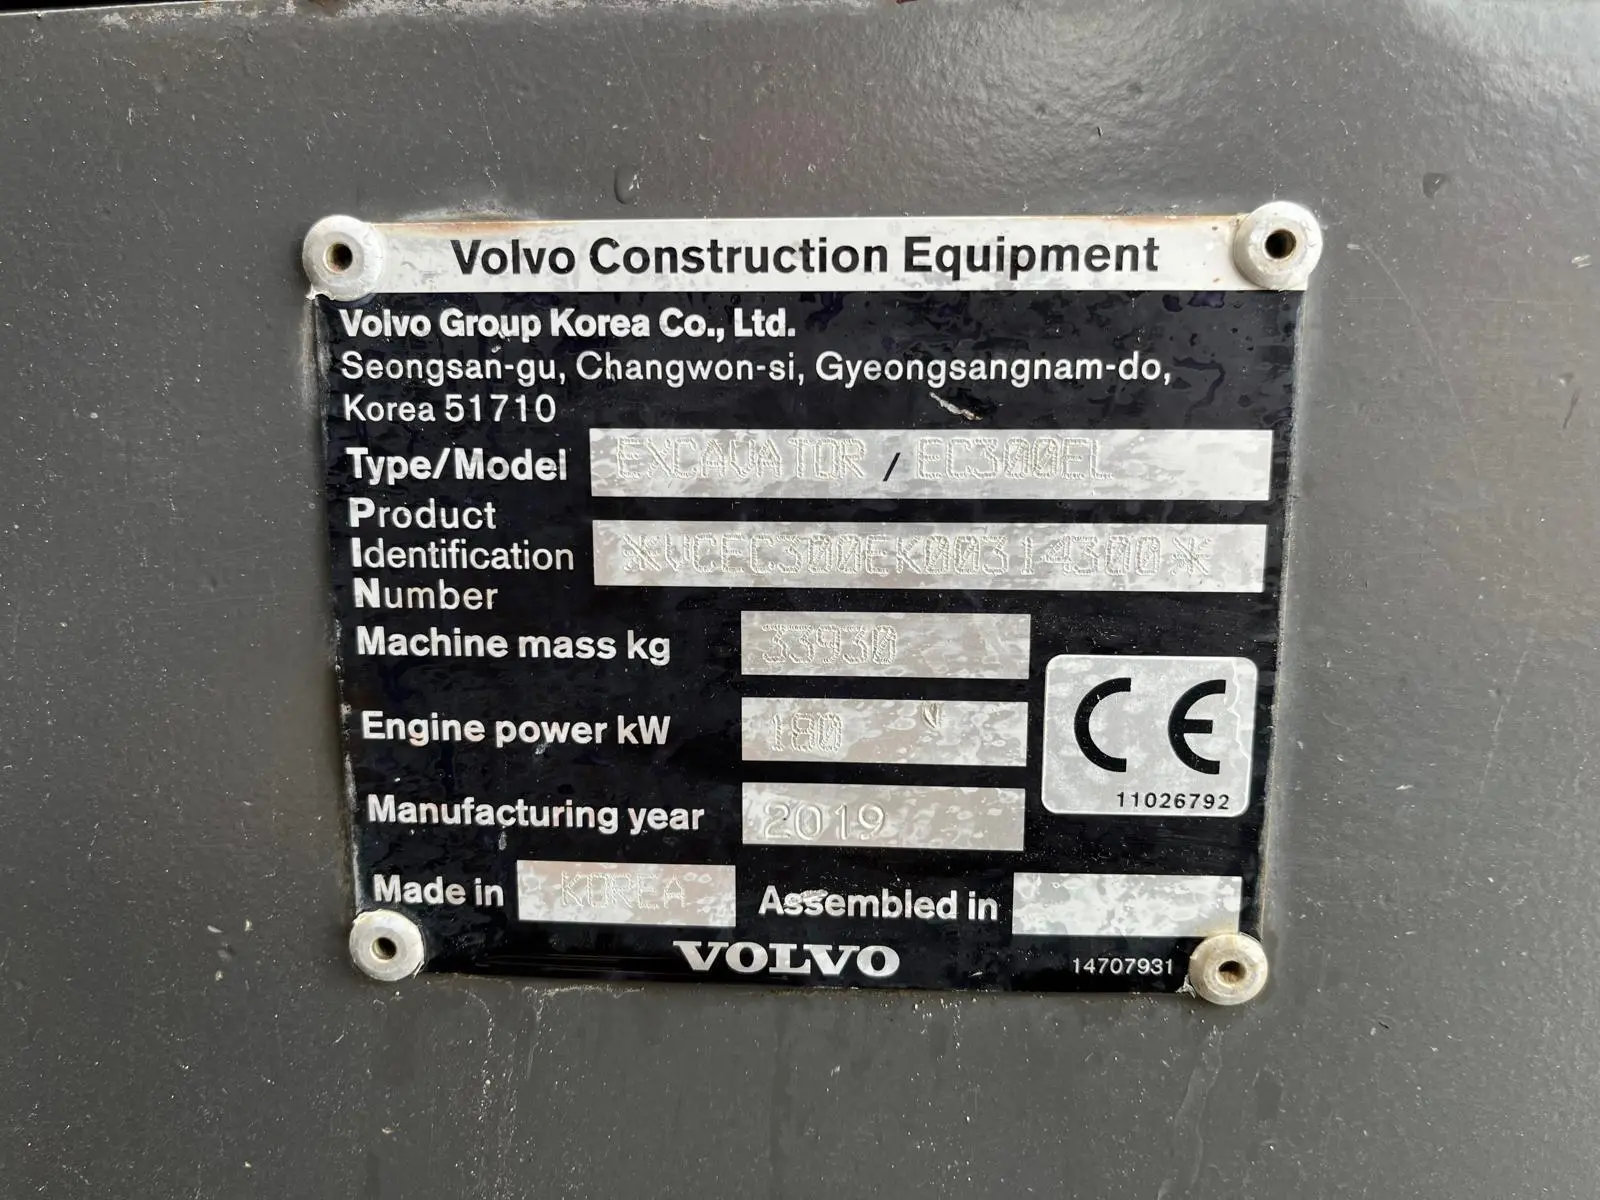 Volvo Construction Equipment
Volvo Group Korea Co., Ltd.
Seongsan-gu, Changwon-si, Gyeongsangnam-do,
Korea 51710
Type/Model EXCAVATOR / EC300EL
Product
Identification *VCEC300EK00314300*
Number
Machine mass kg 33930
Engine power kW 180
CE
11026792
Manufacturing year 2019
Made in KOREA Assembled in
VOLVO 14707931